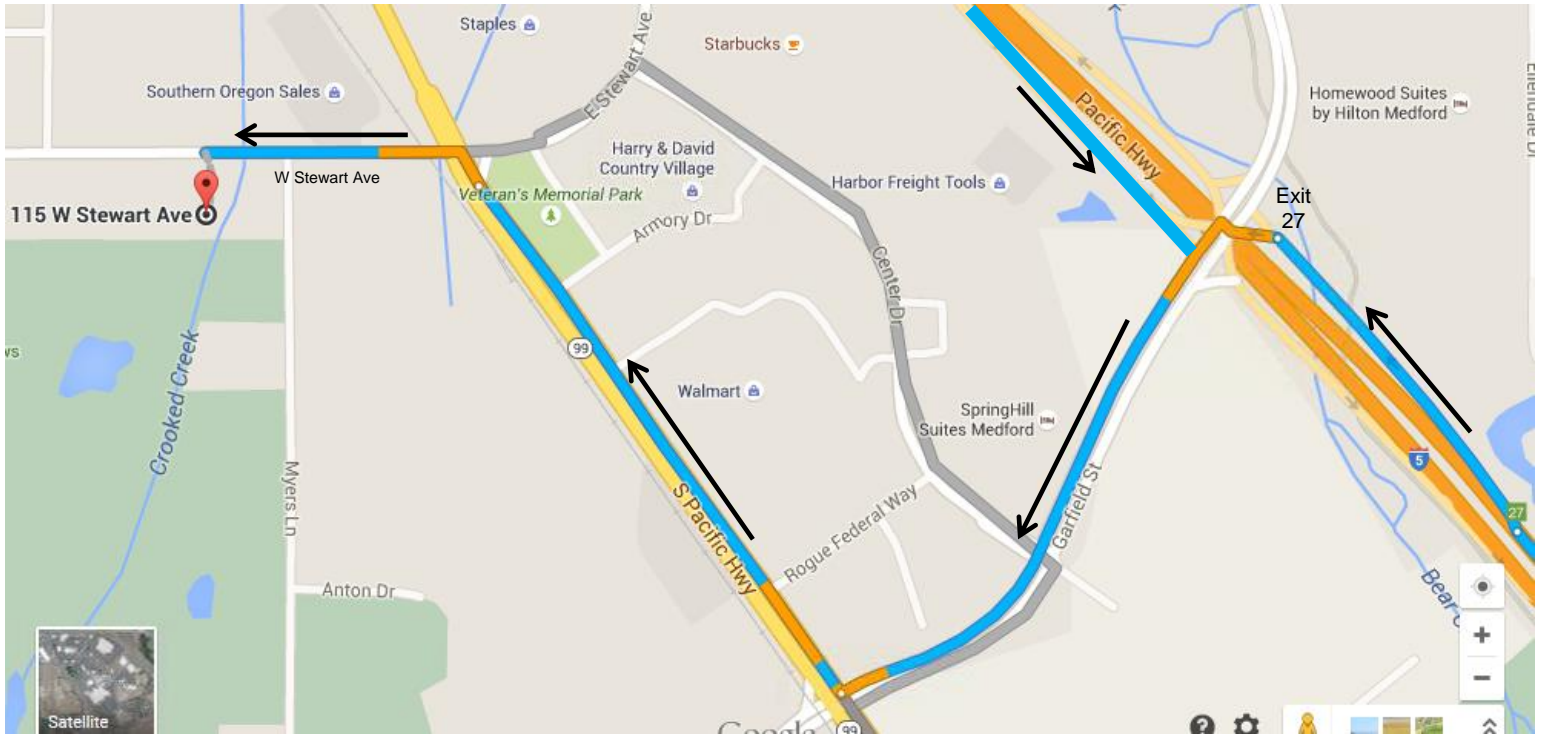 Staples
E Stewart Ave
Starbucks
Southern Oregon Sales
Pacific Hwy
Homewood Suites
by Hilton Medford
Ellendale Dr
W Stewart Ave
Harry & David
Country Village
Veteran's Memorial Park
Harbor Freight Tools
Exit
27
115 W Stewart Ave
Armory Dr
Center Dr
99
Crooked Creek
Walmart
SpringHill
Suites Medford
5
Myers Ln
S Pacific Hwy
Rogue Federal Way
Garfield St
27
Anton Dr
Bear
+
−
Satellite
Google
99
?